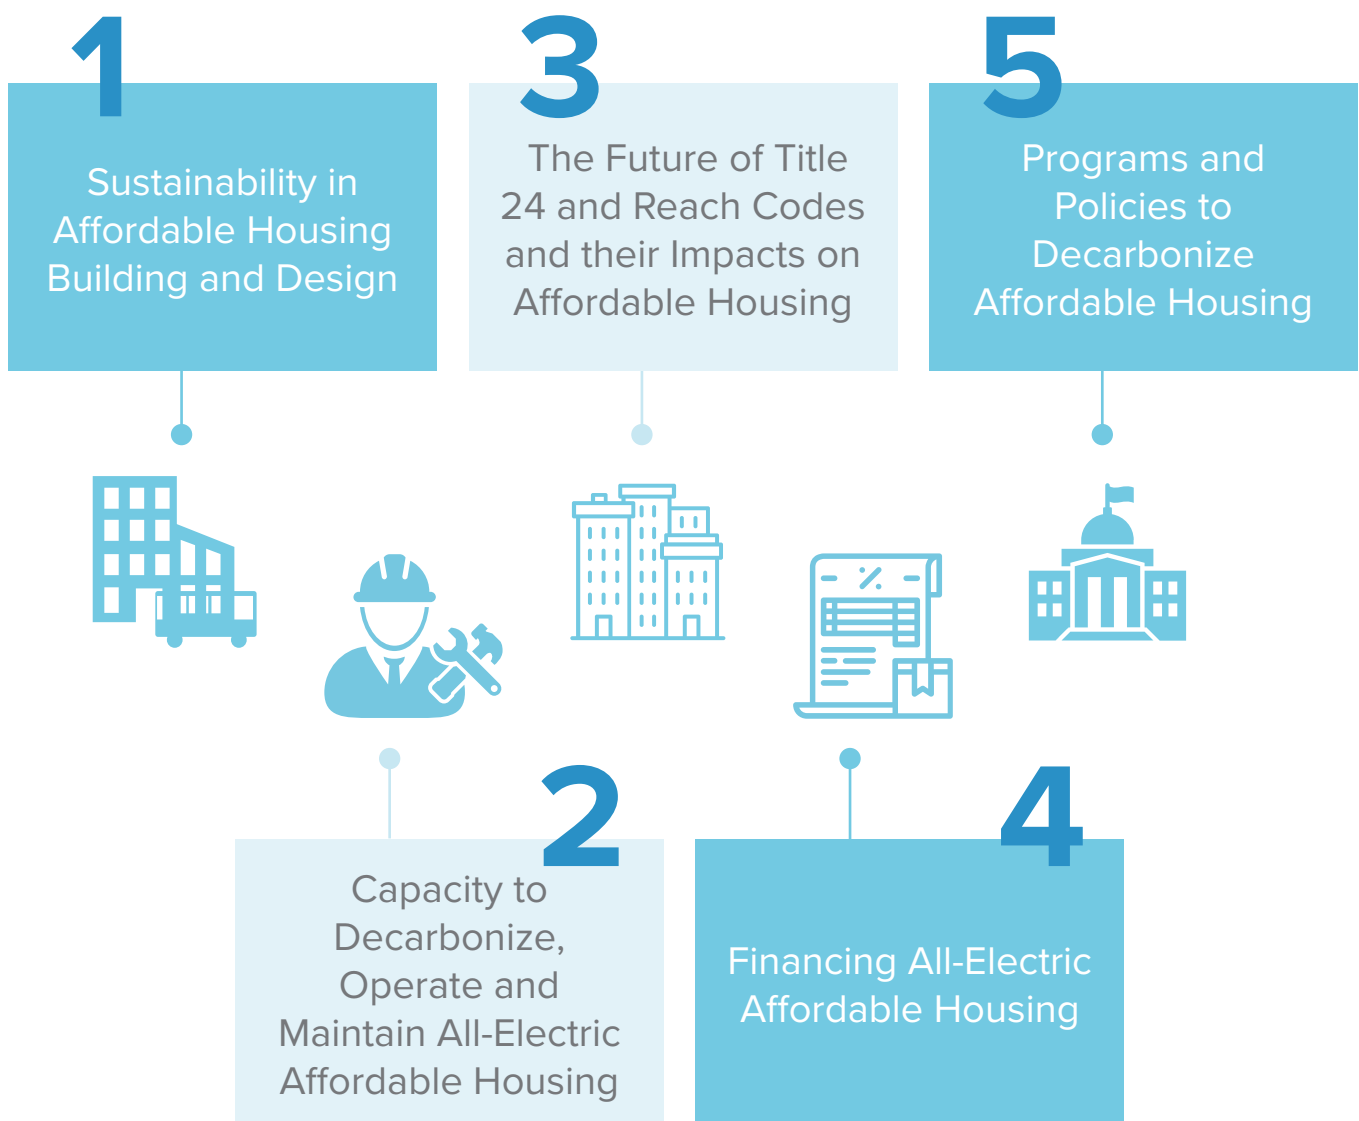 1
Sustainability in
Affordable Housing
Building and Design
2
Capacity to
Decarbonize,
Operate and
Maintain All-Electric
Affordable Housing
3
The Future of Title
24 and Reach Codes
and their Impacts on
Affordable Housing
4
Financing All-Electric
Affordable Housing
5
Programs and
Policies to
Decarbonize
Affordable Housing
%